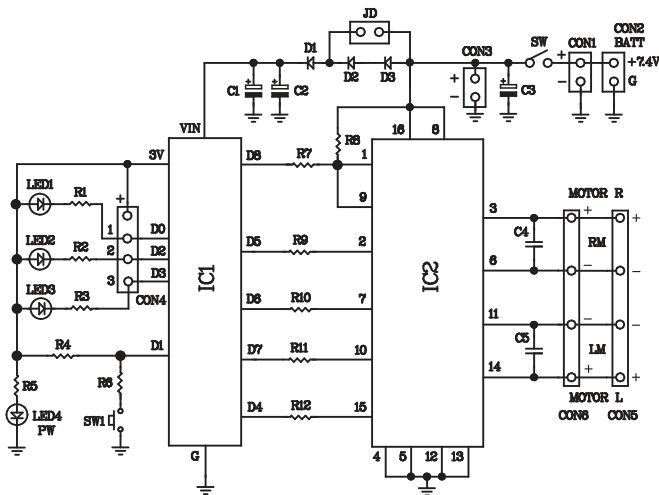 JD
D1
D2 D3
CON3
SW
CON1
CON2
BATT
+7.4V
G
+
−
+
−
+ C1
+ C2
+ C3
VIN
16 8
R8
3V
D8 R7 1
9
LED1 R1
+
1 D0
LED2 R2 2 D2
D3
LED3 R3 3
CON4
IC1
D5 R9 2
IC2
D6 R10 7
D7 R11 10
D4 R12 15
3 C4
6
11 C5
14
MOTOR R
+ +
RM
− −
− −
LM
+ +
MOTOR L
CON6 CON5
R4 D1
R5
R6
LED4
PW
SW1
G
4 5 12 13